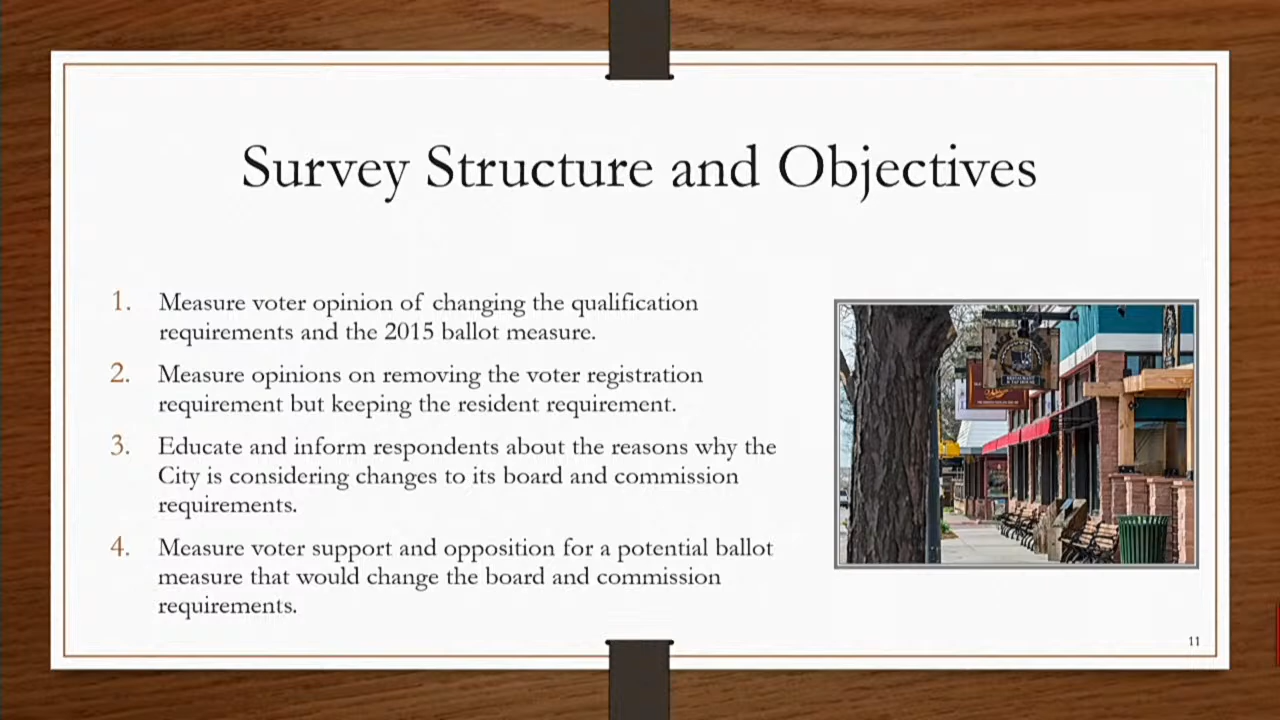 Survey Structure and Objectives
1. Measure voter opinion of changing the qualification
requirements and the 2015 ballot measure.
2. Measure opinions on removing the voter registration
requirement but keeping the resident requirement.
3. Educate and inform respondents about the reasons why the
City is considering changes to its board and commission
requirements.
4. Measure voter support and opposition for a potential ballot
measure that would change the board and commission
requirements.
RESTAURANT
& TAP HOUSE
11